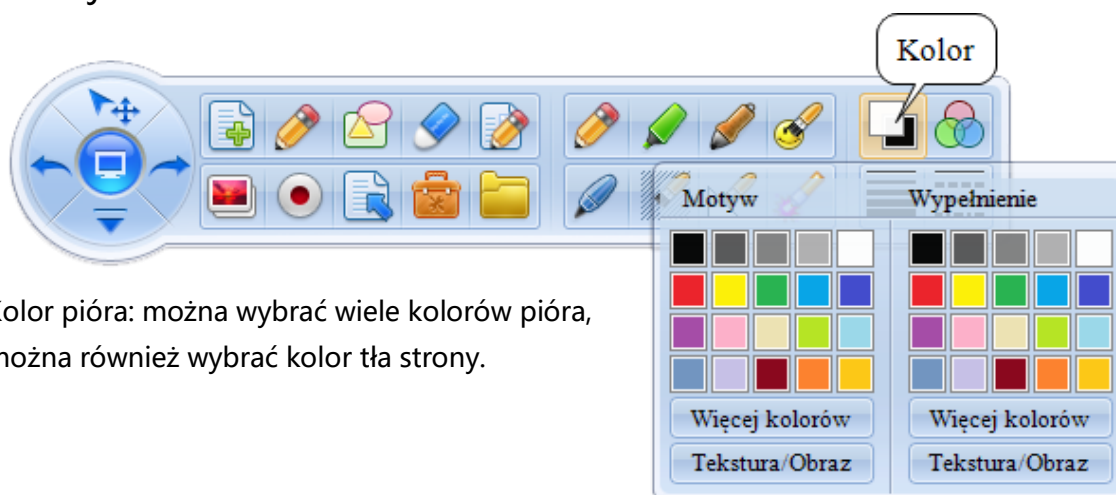 Kolor
Motyw
Wypełnienie
Kolor pióra: można wybrać wiele kolorów pióra,
można również wybrać kolor tła strony.
Więcej kolorów
Więcej kolorów
Tekstura/Obraz
Tekstura/Obraz